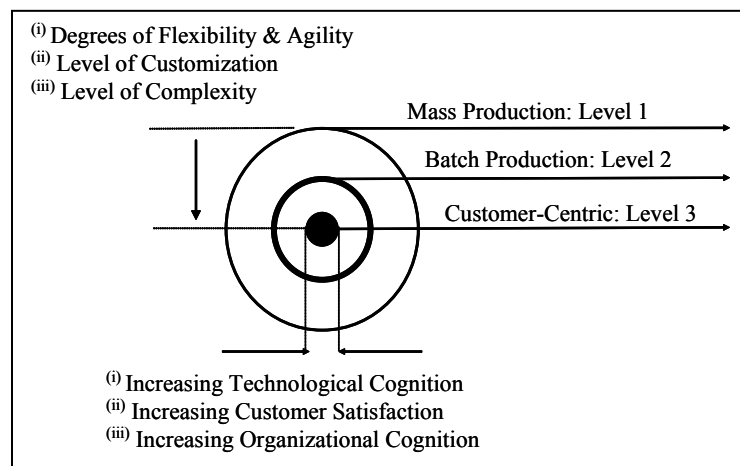 (i) Degrees of Flexibility & Agility
(ii) Level of Customization
(iii) Level of Complexity
Mass Production: Level 1
Batch Production: Level 2
Customer-Centric: Level 3
(i) Increasing Technological Cognition
(ii) Increasing Customer Satisfaction
(iii) Increasing Organizational Cognition